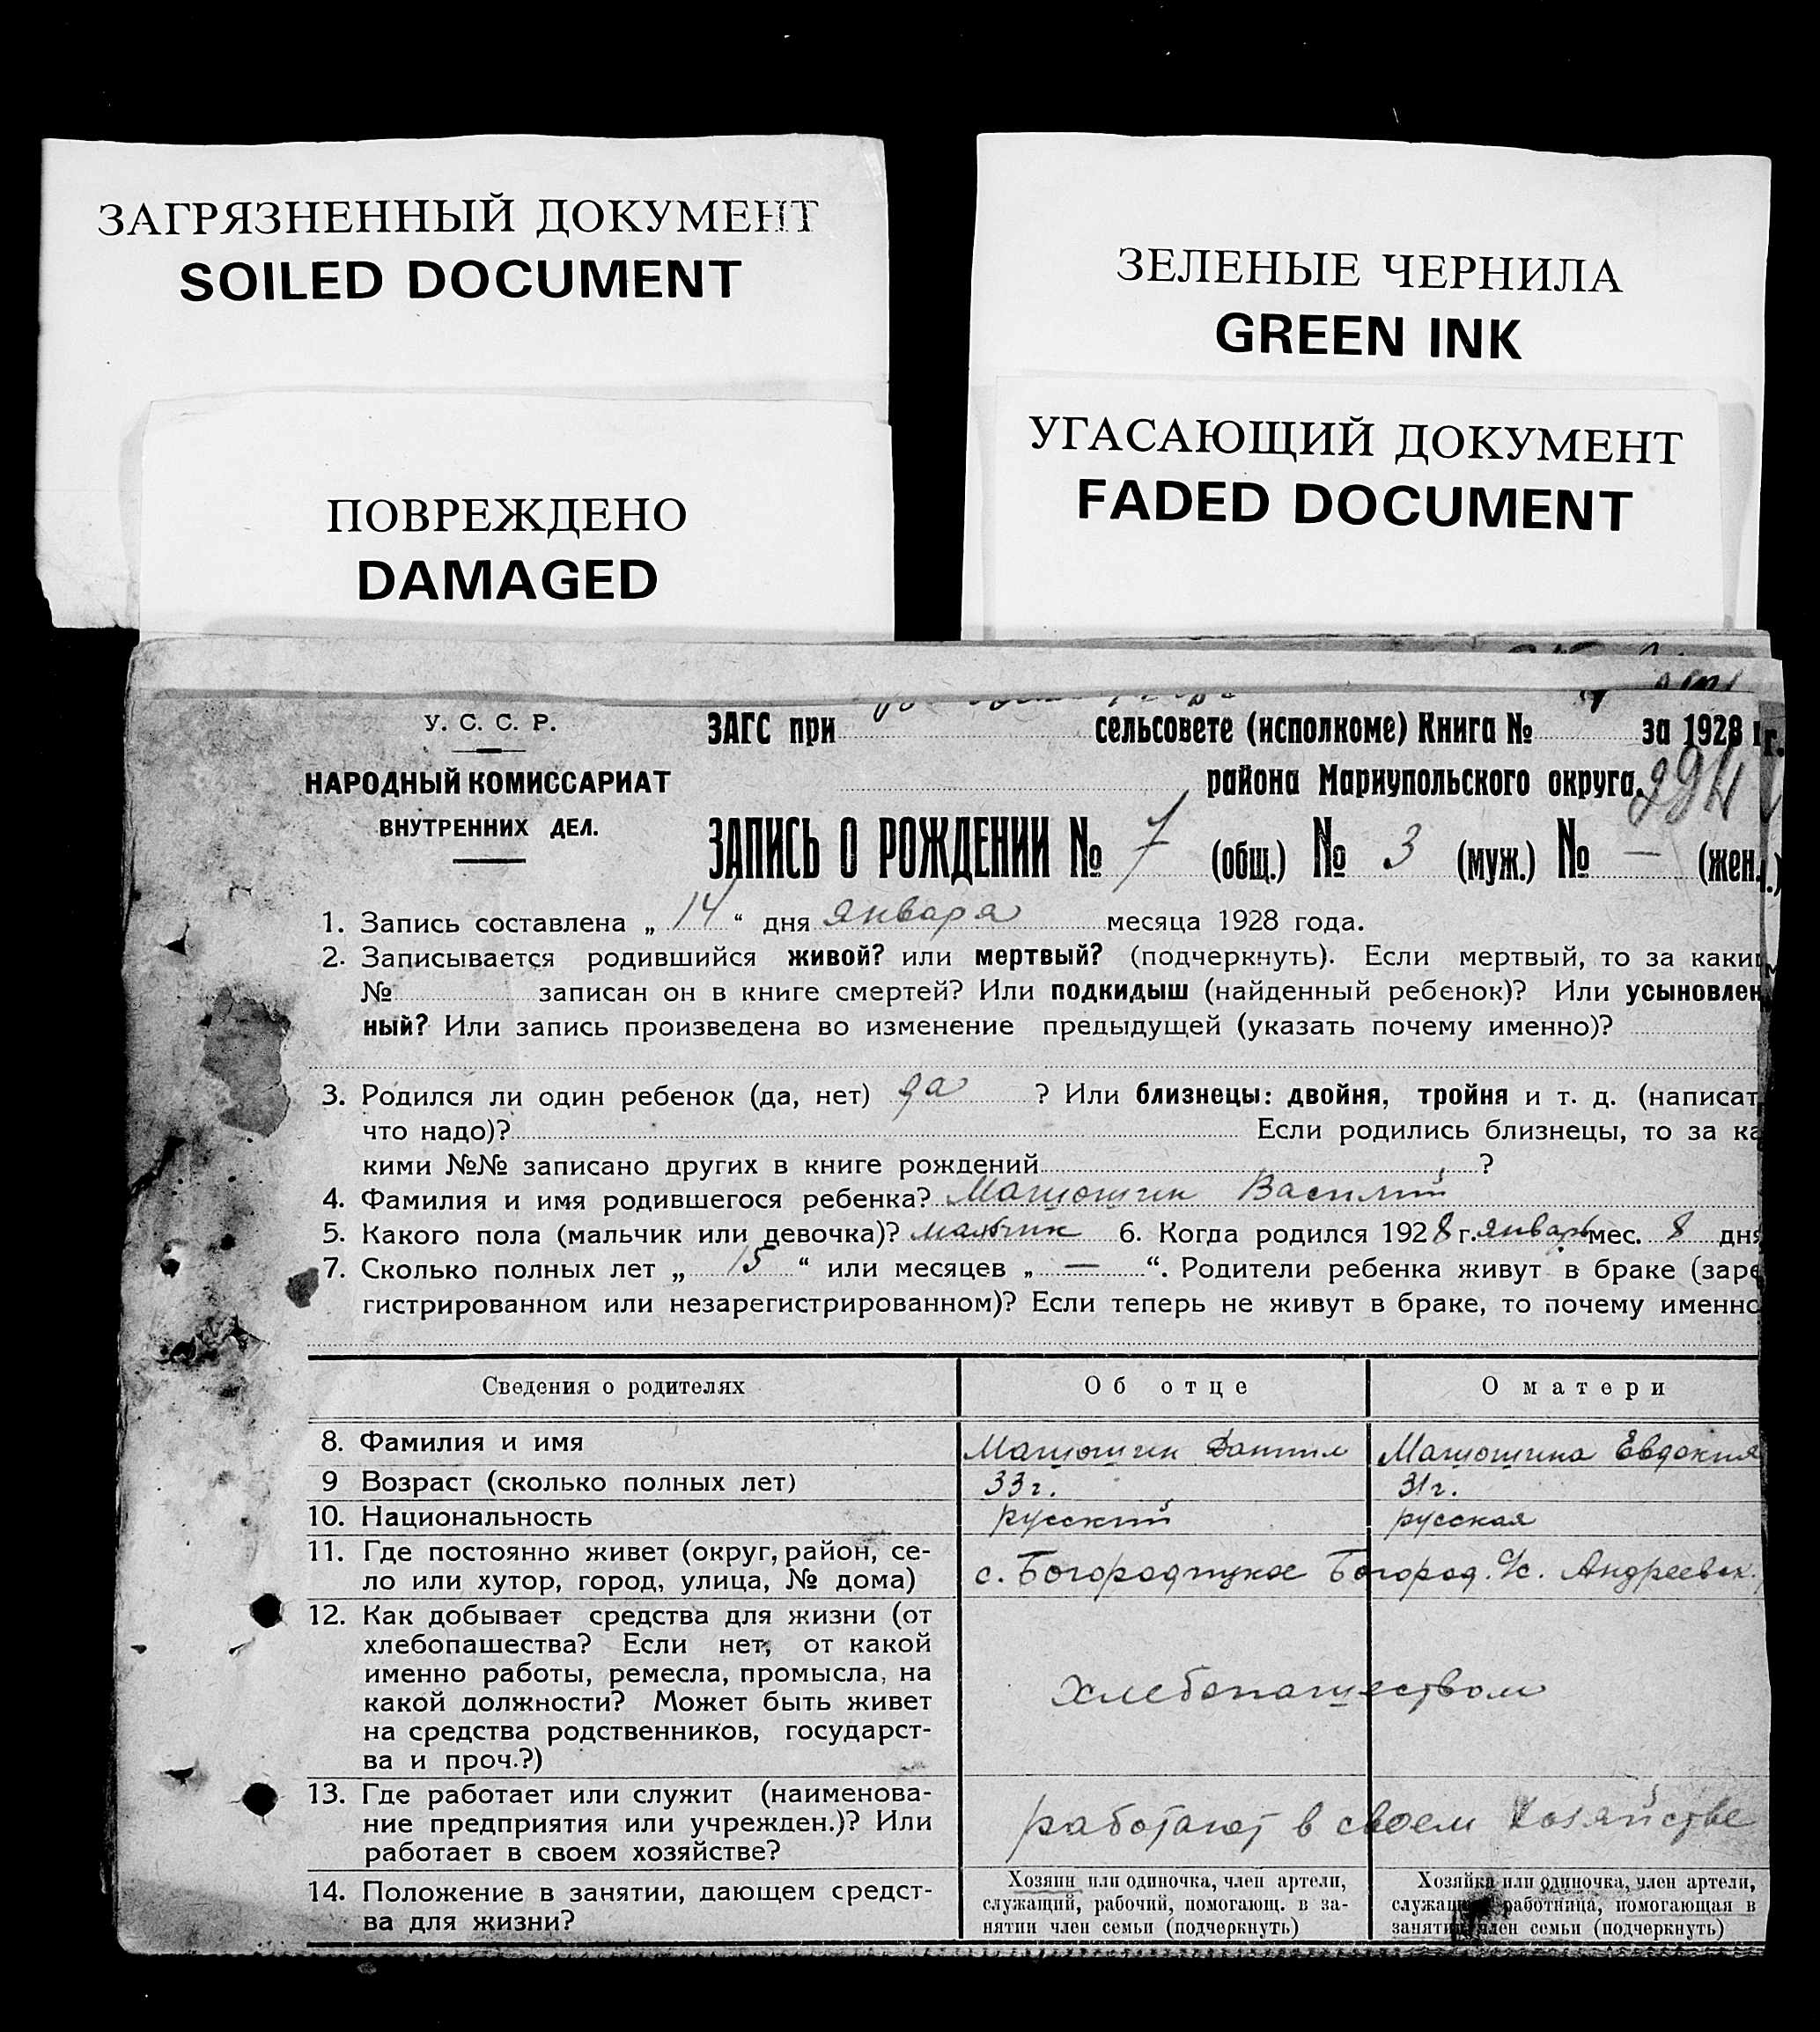 ЗАГРЯЗНЕННЫЙ ДОКУМЕНТ
SOILED DOCUMENT
ПОВРЕЖДЕНО
DAMAGED
ЗЕЛЕНЫЕ ЧЕРНИЛА
GREEN INK
УГАСАЮЩИЙ ДОКУМЕНТ
FADED DOCUMENT
У. С. С. Р.
НАРОДНЫЙ КОМИССАРИАТ
ВНУТРЕННИХ ДЕЛ.
ЗАГС при сельсовете (исполкоме) Книга № за 1928 г.
района Мариупольского округа.
ЗАПИСЬ О РОЖДЕНИИ № 7 (общ.) № 3 (муж.) № — (жен.)
1. Запись составлена „ 14 “ дня января месяца 1928 года.
2. Записывается родившийся живой? или мертвый? (подчеркнуть). Если мертвый, то за каким
№ записан он в книге смертей? Или подкидыш (найденный ребенок)? Или усыновлен
ный? Или запись произведена во изменение предыдущей (указать почему именно)?
3. Родился ли один ребенок (да, нет) да ? Или близнецы: двойня, тройня и т. д. (написат
что надо)? Если родились близнецы, то за ка
кими №№ записано других в книге рождений ?
4. Фамилия и имя родившегося ребенка? Матюшин Василий
5. Какого пола (мальчик или девочка)? мальчик 6. Когда родился 1928 г. январь мес. 8 дня
7. Сколько полных лет „ 15 “ или месяцев „ — “. Родители ребенка живут в браке (заре
гистрированном или незарегистрированном)? Если теперь не живут в браке, то почему именно
Сведения о родителях Об отце О матери
8. Фамилия и имя Матюшин Даниил Матюшина Евдокия
9 Возраст (сколько полных лет) 33 г. 31 г.
10. Национальность русский русская
11. Где постоянно живет (округ, район, се-
ло или хутор, город, улица, № дома) с. Богородицкое Богород. с/с. Андреевск.
12. Как добывает средства для жизни (от
хлебопашества? Если нет, от какой
именно работы, ремесла, промысла, на
какой должности? Может быть живет
на средства родственников, государст-
ва и проч.?)
хлебопашеством
13. Где работает или служит (наименова-
ние предприятия или учрежден.)? Или
работает в своем хозяйстве?
работают в своем хозяйстве
14. Положение в занятии, дающем средст-
ва для жизни?
Хозяин или одиночка, член артели,
служащий, рабочий, помогающ. в за-
нятии член семьи (подчеркнуть)
Хозяйка или одиночка, член артели,
служащая, работница, помогающая в
занятии член семьи (подчеркнуть)